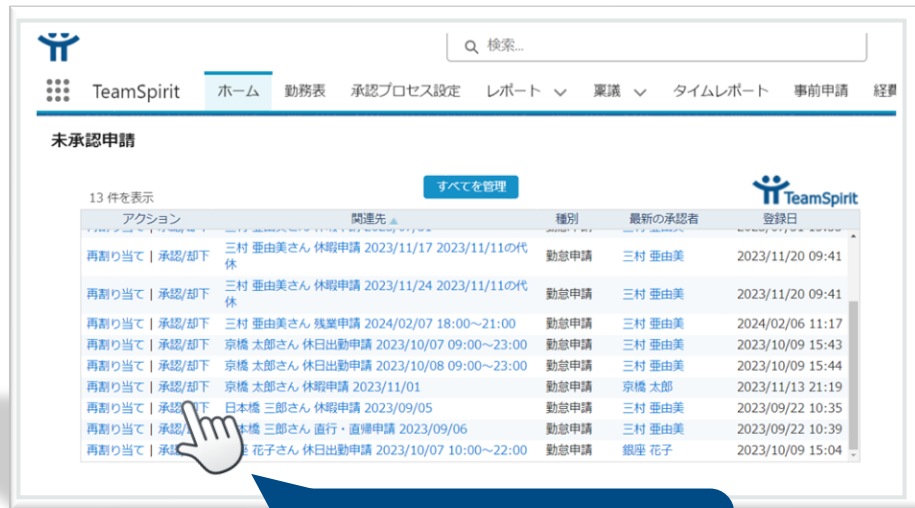 検索...
TeamSpirit ホーム 勤務表 承認プロセス設定 レポート 稟議 タイムレポート 事前申請 経費
未承認申請
13 件を表示 すべてを管理 TeamSpirit
アクション 関連先 種別 最新の承認者 登録日
再割り当て | 承認/却下 三村 亜由美さん 休暇申請 2023/11/17 2023/11/11の代休 勤怠申請 三村 亜由美 2023/11/20 09:41
再割り当て | 承認/却下 三村 亜由美さん 休暇申請 2023/11/24 2023/11/11の代休 勤怠申請 三村 亜由美 2023/11/20 09:41
再割り当て | 承認/却下 三村 亜由美さん 残業申請 2024/02/07 18:00～21:00 勤怠申請 三村 亜由美 2024/02/06 11:17
再割り当て | 承認/却下 京橋 太郎さん 休日出勤申請 2023/10/07 09:00～23:00 勤怠申請 三村 亜由美 2023/10/09 15:43
再割り当て | 承認/却下 京橋 太郎さん 休日出勤申請 2023/10/08 09:00～23:00 勤怠申請 三村 亜由美 2023/10/09 15:44
再割り当て | 承認/却下 京橋 太郎さん 休暇申請 2023/11/01 勤怠申請 京橋 太郎 2023/11/13 21:19
再割り当て | 承認/却下 日本橋 三郎さん 休暇申請 2023/09/05 勤怠申請 三村 亜由美 2023/09/22 10:35
再割り当て | 承認/ 本橋 三郎さん 直行・直帰申請 2023/09/06 勤怠申請 三村 亜由美 2023/09/22 10:39
再割り当て | 承認 花子さん 休日出勤申請 2023/10/07 10:00～22:00 勤怠申請 銀座 花子 2023/10/09 15:04